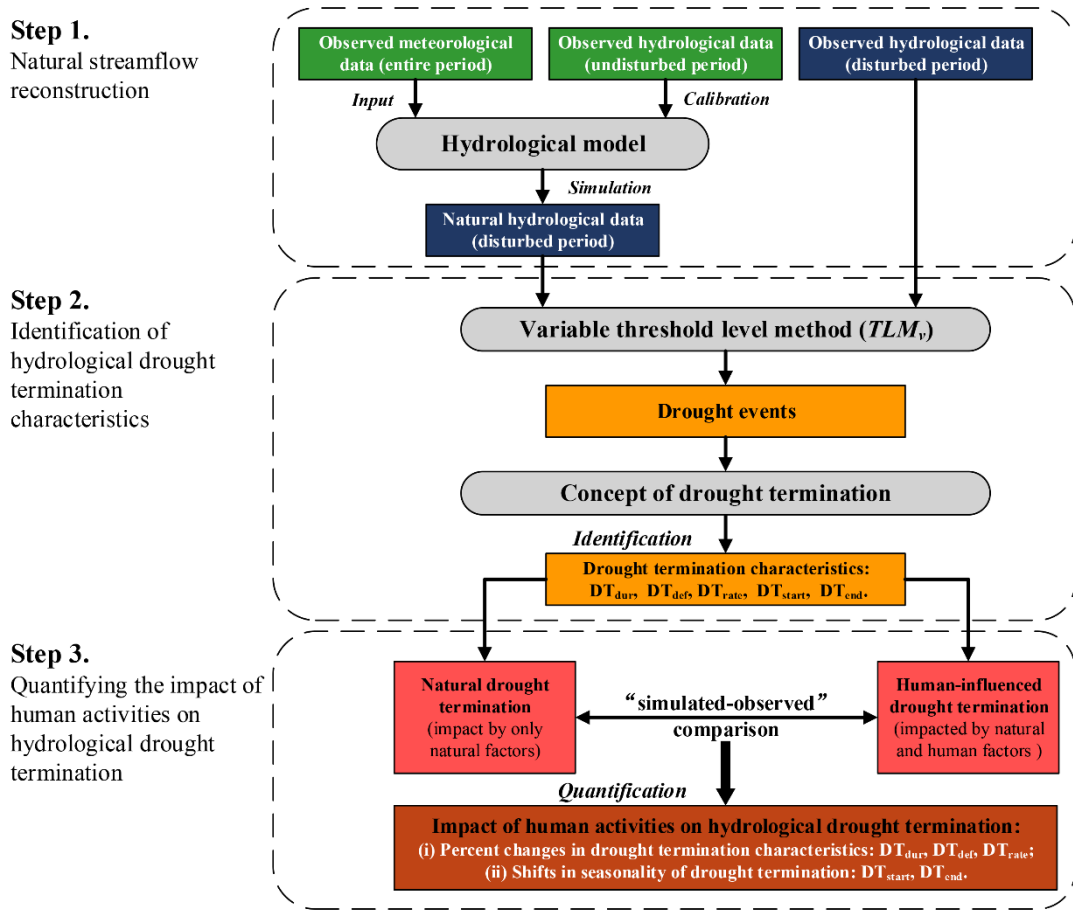 Step 1.
Natural streamflow
reconstruction
Observed meteorological
data (entire period)
Observed hydrological data
(undisturbed period)
Observed hydrological data
(disturbed period)
Input
Calibration
Hydrological model
Simulation
Natural hydrological data
(disturbed period)
Step 2.
Identification of
hydrological drought
termination
characteristics
Variable threshold level method (TLMv)
Drought events
Concept of drought termination
Identification
Drought termination characteristics:
DTdur, DTdef, DTrate, DTstart, DTend.
Step 3.
Quantifying the impact of
human activities on
hydrological drought
termination
Natural drought
termination
(impact by only
natural factors)
“simulated-observed”
comparison
Human-influenced
drought termination
(impacted by natural
and human factors )
Quantification
Impact of human activities on hydrological drought termination:
(i) Percent changes in drought termination characteristics: DTdur, DTdef, DTrate;
(ii) Shifts in seasonality of drought termination: DTstart, DTend.